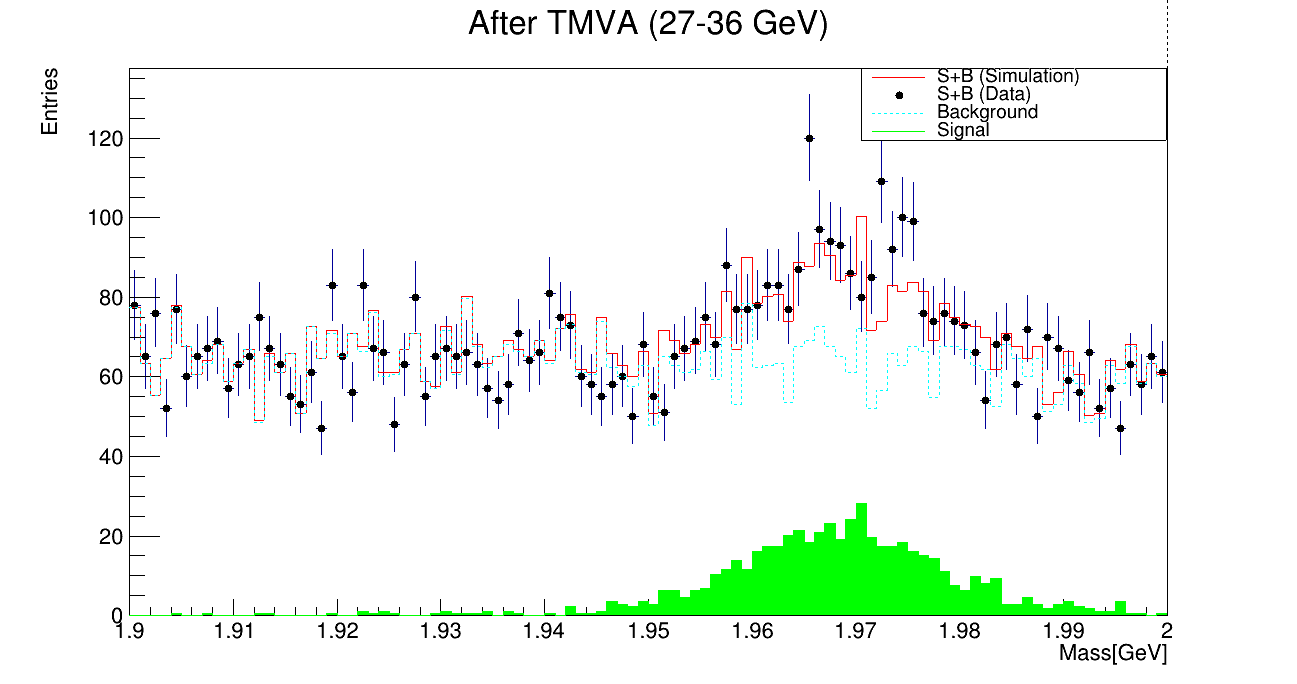 After TMVA (27-36 GeV)
Entries
S+B (Simulation)
S+B (Data)
Background
Signal
120
100
80
60
40
20
0
1.9 1.91 1.92 1.93 1.94 1.95 1.96 1.97 1.98 1.99 2
Mass[GeV]